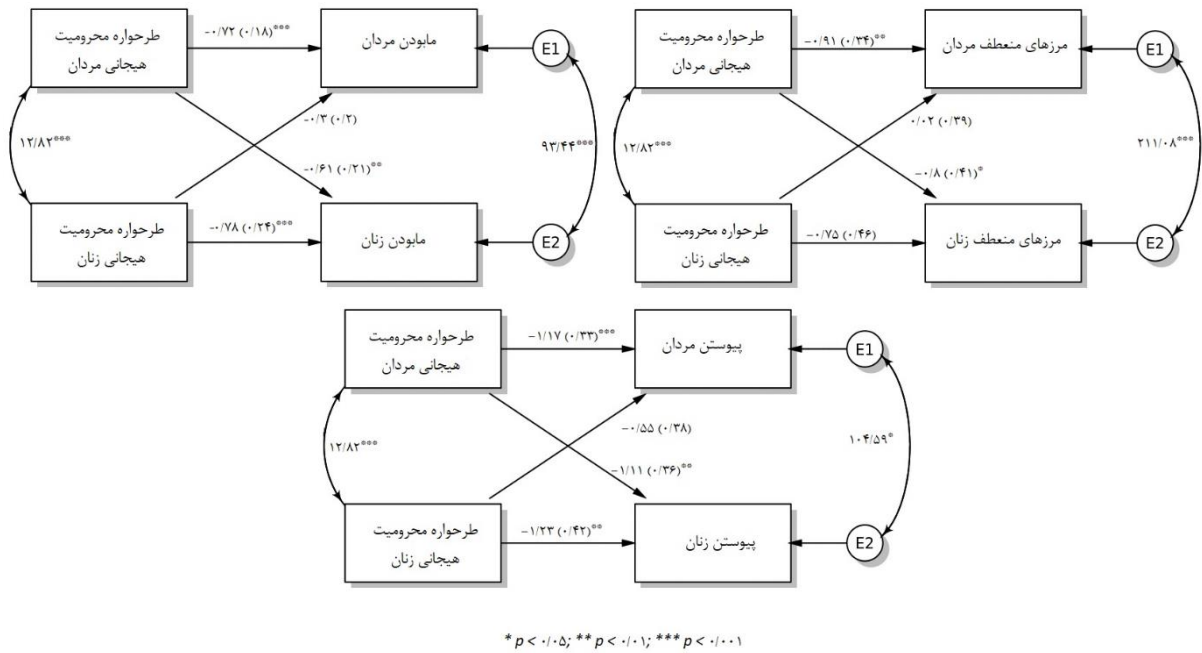 طرحواره محرومیت
هیجانی مردان
-۰/۷۲ (۰/۱۸)***
مابودن مردان
E1
۱۲/۸۲***
-۰/۳ (۰/۲)
-۰/۶۱ (۰/۲۱)**
۹۳/۴۴***
طرحواره محرومیت
هیجانی زنان
-۰/۷۸ (۰/۲۴)***
مابودن زنان
E2
طرحواره محرومیت
هیجانی مردان
-۰/۹۱ (۰/۳۴)**
مرزهای منعطف مردان
E1
۱۲/۸۲***
۰/۰۲ (۰/۳۹)
-۰/۸ (۰/۴۱)*
۲۱۱/۰۸***
طرحواره محرومیت
هیجانی زنان
-۰/۷۵ (۰/۴۶)
مرزهای منعطف زنان
E2
طرحواره محرومیت
هیجانی مردان
-۱/۱۷ (۰/۳۳)***
پیوستن مردان
E1
۱۲/۸۲***
-۰/۵۵ (۰/۳۸)
-۱/۱۱ (۰/۳۶)**
۱۰۴/۵۹*
طرحواره محرومیت
هیجانی زنان
-۱/۲۳ (۰/۴۲)**
پیوستن زنان
E2
* p < ۰/۰۵; ** p < ۰/۰۱; *** p < ۰/۰۰۱